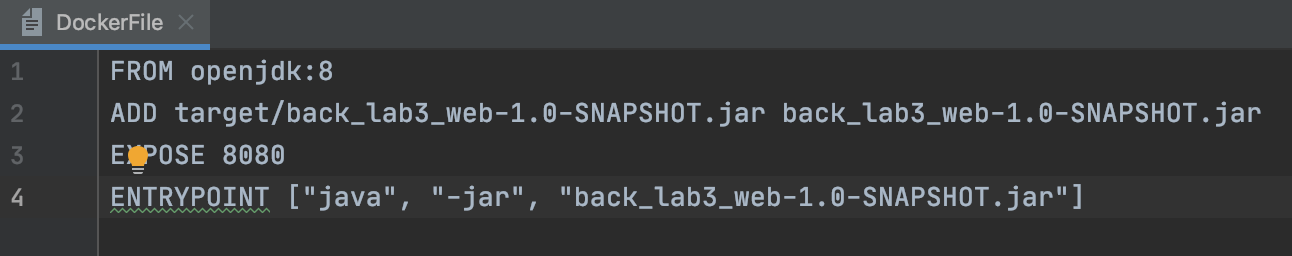 DockerFile
1 FROM openjdk:8
2 ADD target/back_lab3_web-1.0-SNAPSHOT.jar back_lab3_web-1.0-SNAPSHOT.jar
3 EXPOSE 8080
4 ENTRYPOINT ["java", "-jar", "back_lab3_web-1.0-SNAPSHOT.jar"]